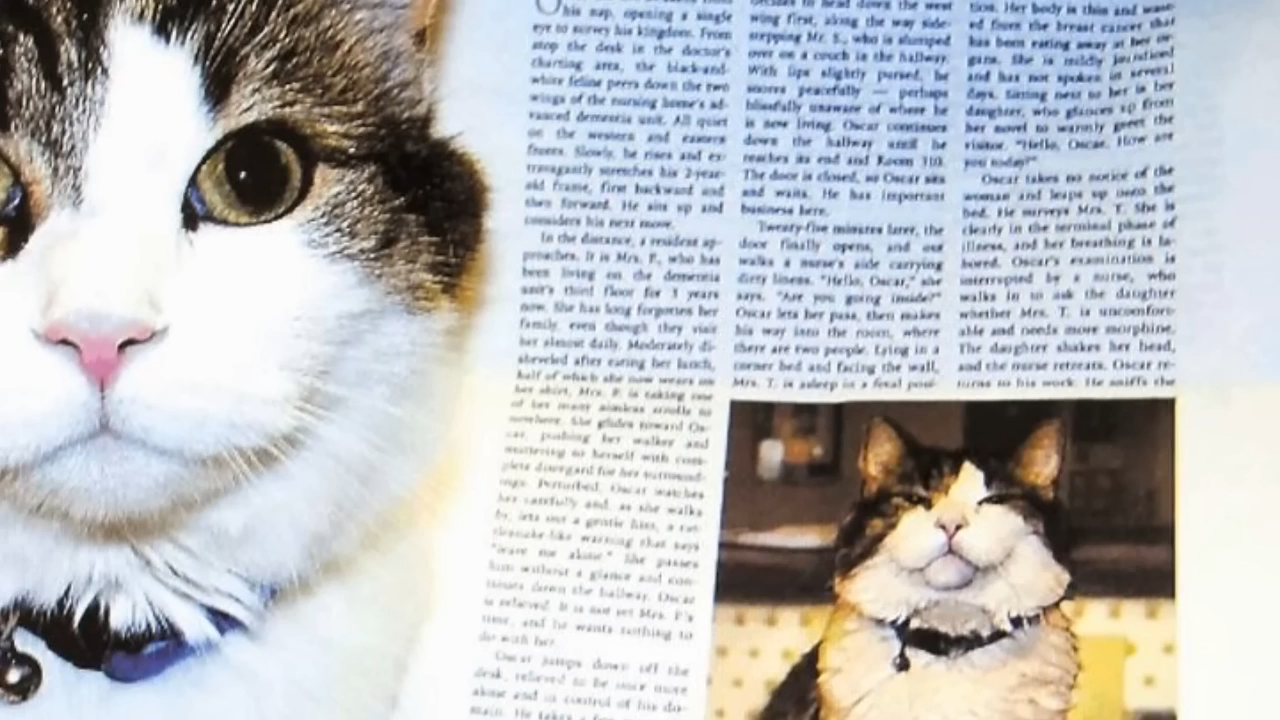 his nap, opening a single
eye to survey his kingdom. From
atop the desk in the doctor's
charting area, the black-and-
white feline peers down the two
wings of the nursing home's ad-
vanced dementia unit. All quiet
on the western and eastern
fronts. Slowly, he rises and ex-
travagantly stretches his 2-year-
old frame, first backward and
then forward. He sits up and
considers his next move.
In the distance, a resident ap-
proaches. It is Mrs. P., who has
been living on the dementia
unit's third floor for 3 years
now. She has long forgotten her
family, even though they visit
her almost daily. Moderately di-
sheveled after eating her lunch,
half of which she now wears on
her shirt, Mrs. P. is taking one
of her many aimless strolls to
nowhere. She glides toward Os-
car, pushing her walker and
muttering to herself with com-
plete disregard for her surround-
ings. Perturbed, Oscar watches
her carefully and, as she walks
by, lets out a gentle hiss, a rat-
tlesnake-like warning that says
"leave me alone." She passes
him without a glance and con-
tinues down the hallway. Oscar
is relieved. It is not yet Mrs. P.'s
time, and he wants nothing to
do with her.
Oscar jumps down off the
desk, relieved to be once more
alone and in control of his do-
main. He takes a few
decides to head down the west
wing first, along the way side-
stepping Mr. S., who is slumped
over on a couch in the hallway.
With lips slightly pursed, he
snores peacefully — perhaps
blissfully unaware of where he
is now living. Oscar continues
down the hallway until he
reaches its end and Room 310.
The door is closed, so Oscar sits
and waits. He has important
business here.
Twenty-five minutes later, the
door finally opens, and out
walks a nurse's aide carrying
dirty linens. "Hello, Oscar," she
says. "Are you going inside?"
Oscar lets her pass, then makes
his way into the room, where
there are two people. Lying in a
corner bed and facing the wall,
Mrs. T. is asleep in a fetal posi-
tion. Her body is thin and wast-
ed from the breast cancer that
has been eating away at her or-
gans. She is mildly jaundiced
and has not spoken in several
days. Sitting next to her is her
daughter, who glances up from
her novel to warmly greet the
visitor. "Hello, Oscar. How are
you today?"
Oscar takes no notice of the
woman and leaps up onto the
bed. He surveys Mrs. T. She is
clearly in the terminal phase of
illness, and her breathing is la-
bored. Oscar's examination is
interrupted by a nurse, who
walks in to ask the daughter
whether Mrs. T. is uncomfort-
able and needs more morphine.
The daughter shakes her head,
and the nurse retreats. Oscar re-
turns to his work. He sniffs the